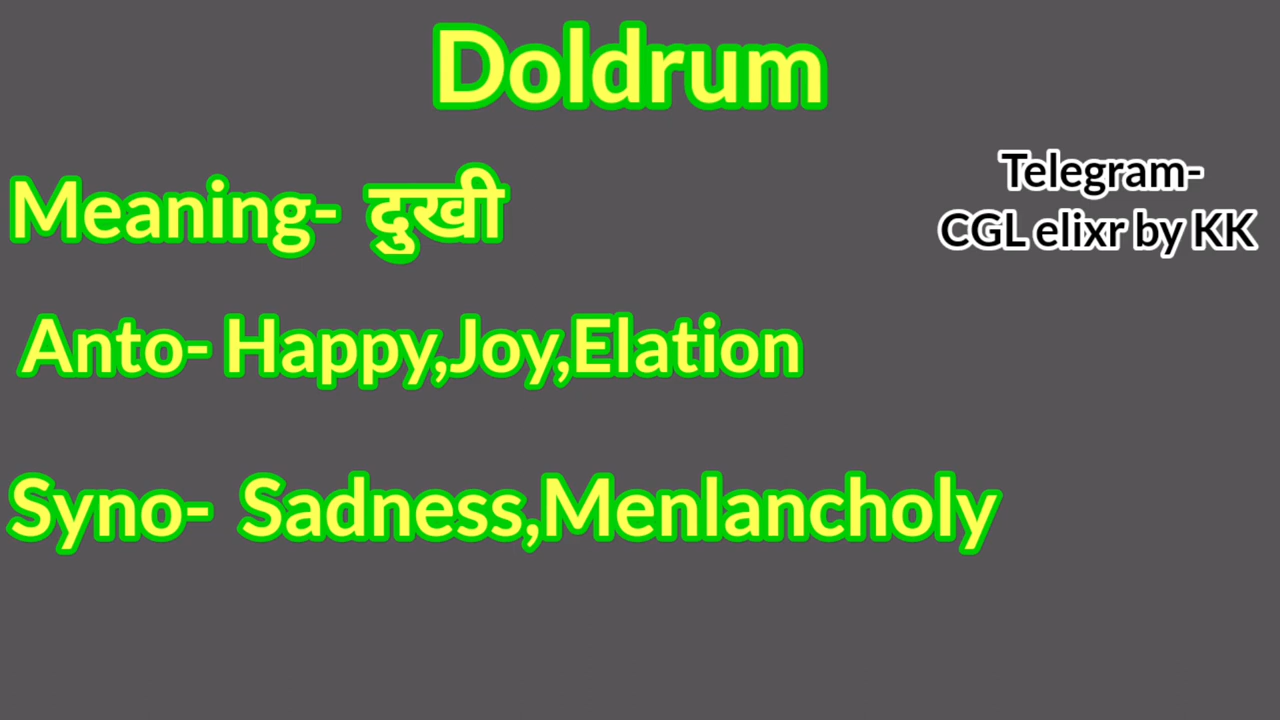 Doldrum
Meaning- दुखी
Telegram-
CGL elixr by KK
Anto- Happy,Joy,Elation
Syno- Sadness,Menlancholy